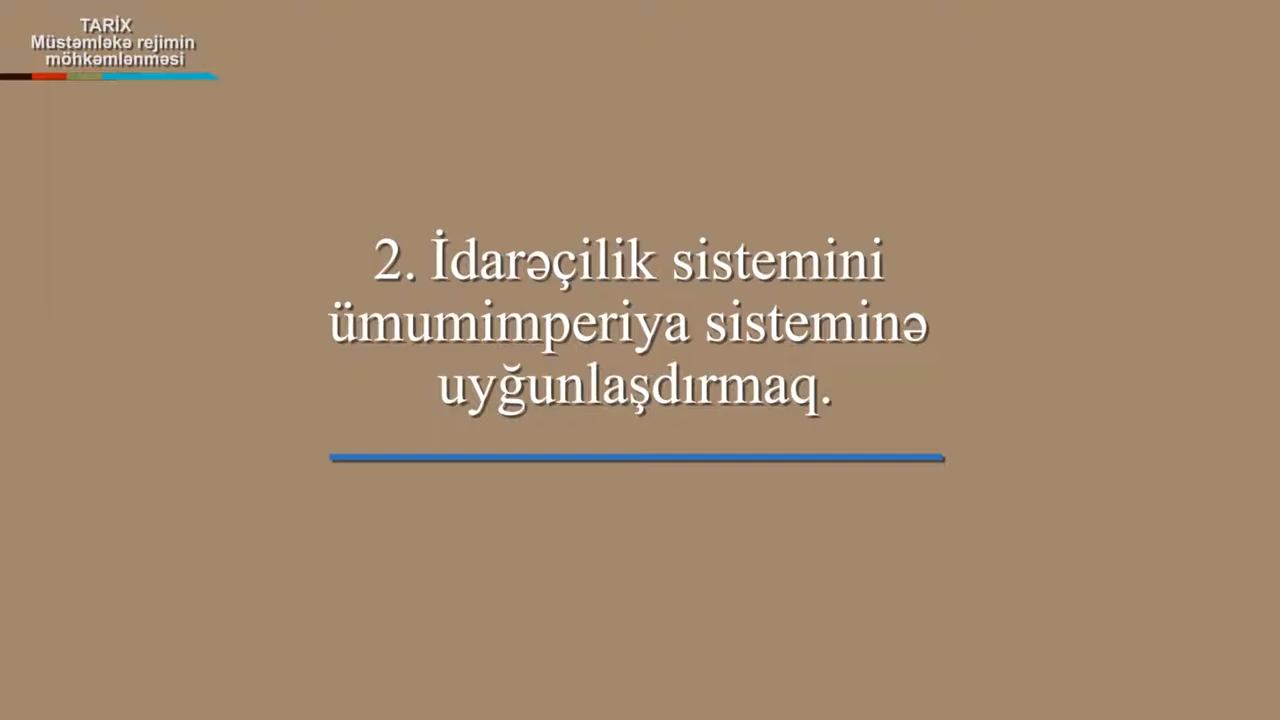 TARİX
Müstəmləkə rejimin
möhkəmlənməsi
2. İdarəçilik sistemini
ümumimperiya sisteminə
uyğunlaşdırmaq.